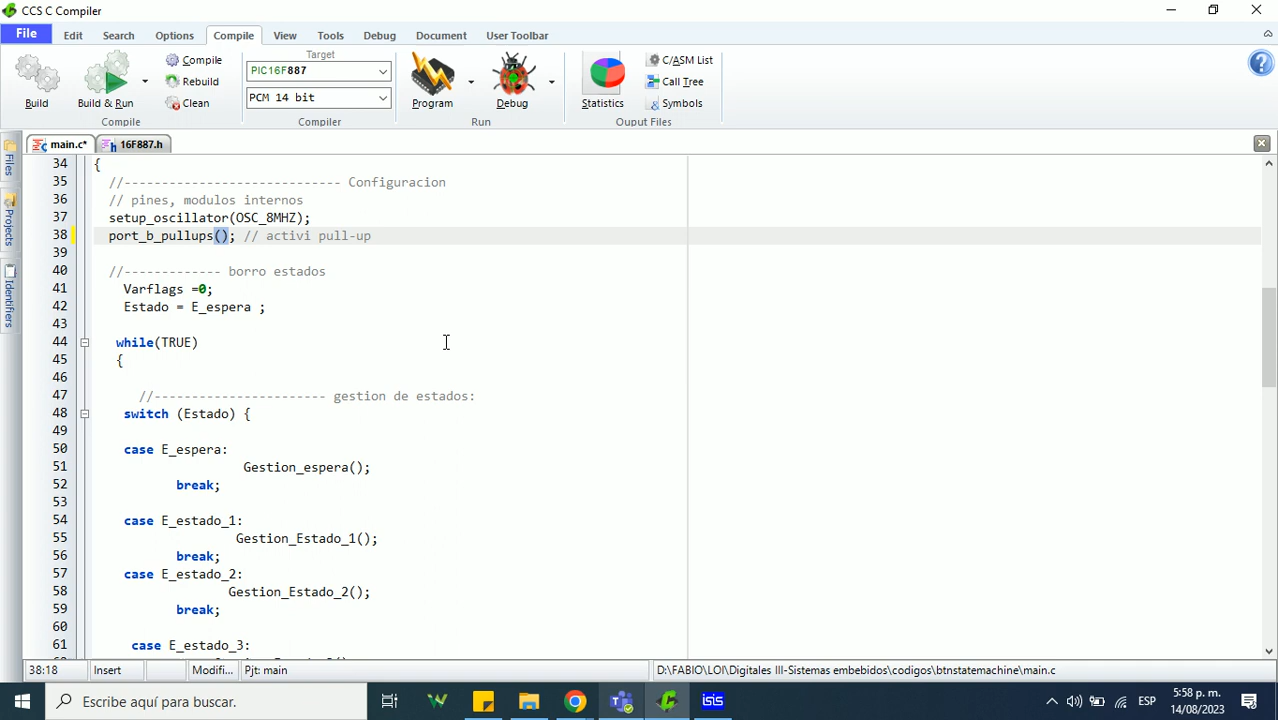 CCS C Compiler
File Edit Search Options Compile View Tools Debug Document User Toolbar
Build
Build & Run
Compile
Rebuild
Clean
Compile
Target
PIC16F887
PCM 14 bit
Compiler
Program
Debug
Run
Statistics
C/ASM List
Call Tree
Symbols
Ouput Files
Files
Projects
Identifiers
main.c* 16F887.h
34 {
35 //----------------------------- Configuracion
36 // pines, modulos internos
37 setup_oscillator(OSC_8MHZ);
38 port_b_pullups(); // activi pull-up
39
40 //------------- borro estados
41 Varflags =0;
42 Estado = E_espera ;
43
44 while(TRUE)
45 {
46
47 //----------------------- gestion de estados:
48 switch (Estado) {
49
50 case E_espera:
51 Gestion_espera();
52 break;
53
54 case E_estado_1:
55 Gestion_Estado_1();
56 break;
57 case E_estado_2:
58 Gestion_Estado_2();
59 break;
60
61 case E_estado_3:
38:18 Insert Modifi... Pjt: main D:\FABIO\LOI\Digitales III-Sistemas embebidos\codigos\btnstatemachine\main.c
Escribe aquí para buscar.
isis
ESP
5:58 p. m.
14/08/2023